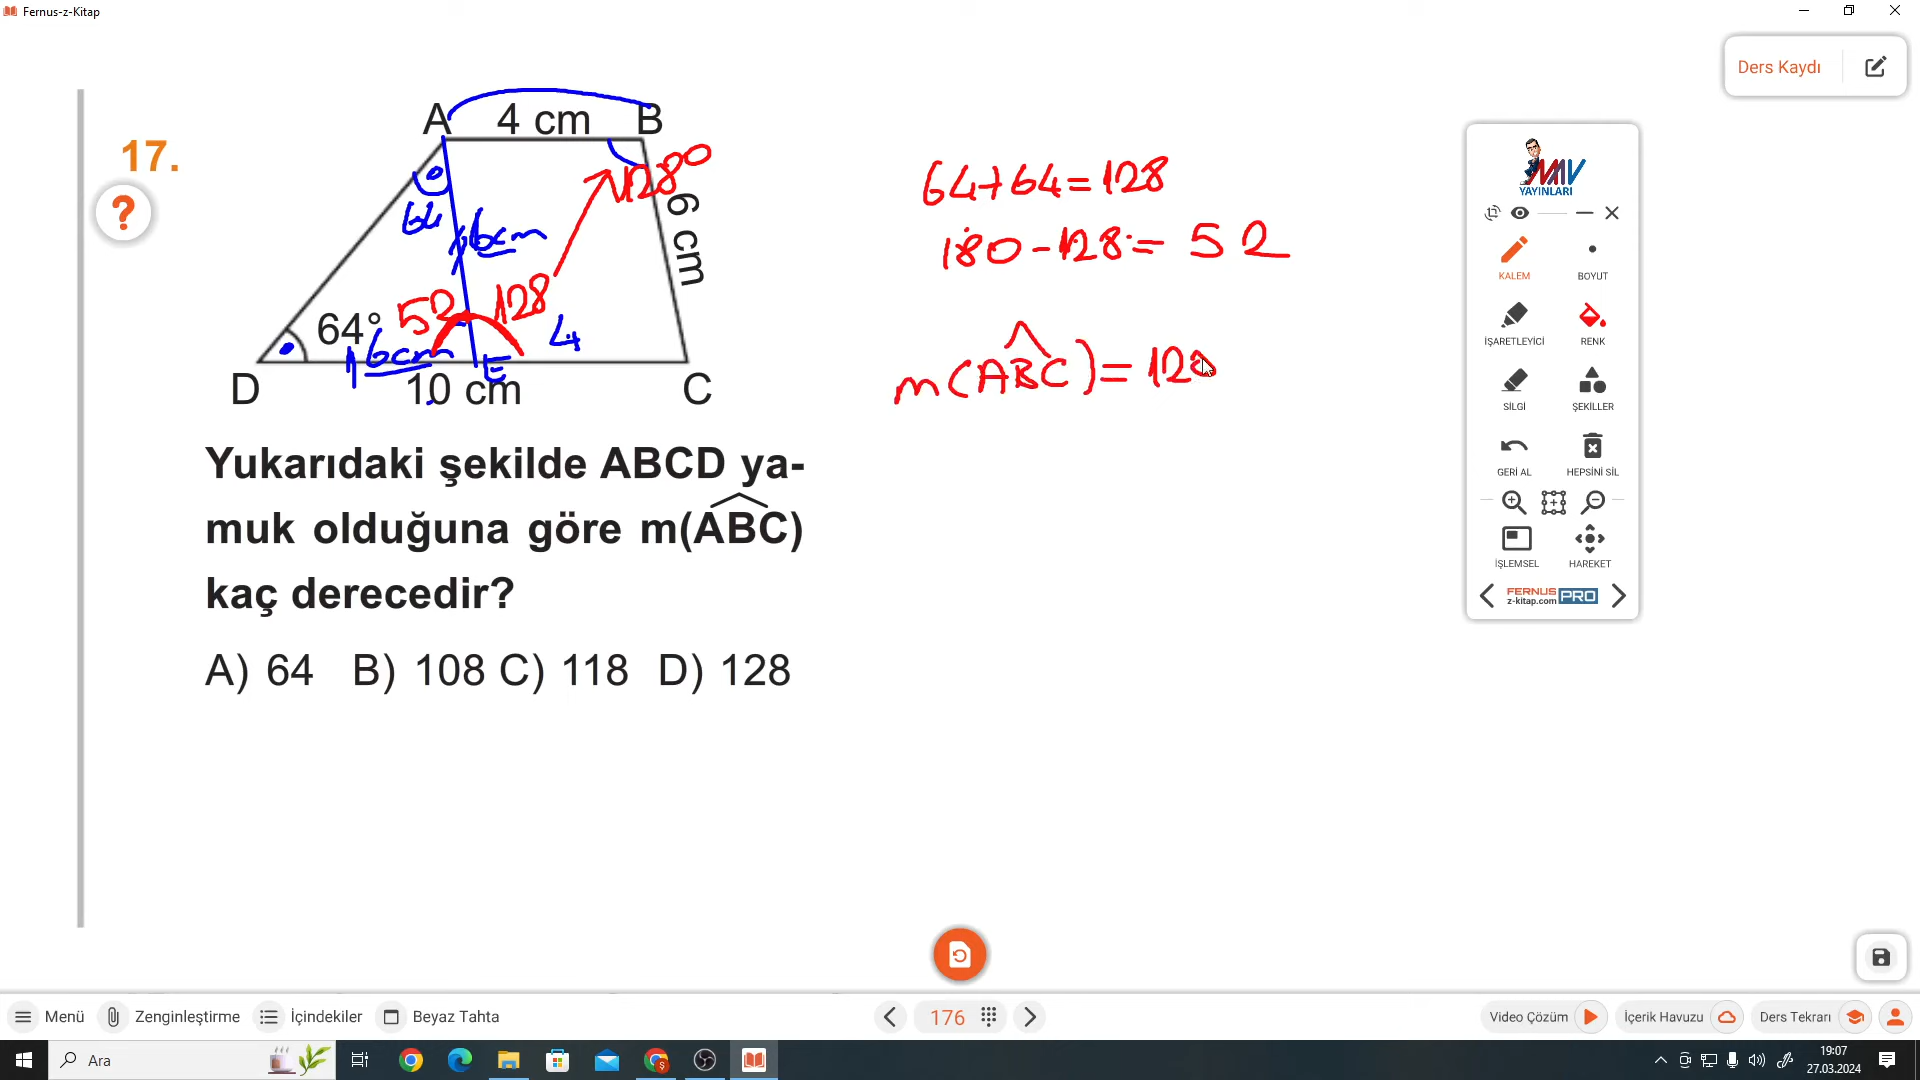 Fernus-z-Kitap
Ders Kaydı
17.
?
A 4 cm B
128°
6 cm
64
6cm
64°
52
128
6cm
E
4
D 10 cm C
64+64=128
180-128=52
m(ABC)=128
Yukarıdaki şekilde ABCD ya-
muk olduğuna göre m(ABC)
kaç derecedir?
A) 64 B) 108 C) 118 D) 128
YAYINLARI
KALEM BOYUT
İŞARETLEYİCİ RENK
SİLGİ ŞEKİLLER
GERİ AL HEPSİNİ SİL
İŞLEMSEL HAREKET
FERNUS PRO
z-kitap.com
Menü Zenginleştirme İçindekiler Beyaz Tahta 176 Video Çözüm İçerik Havuzu Ders Tekrarı
Ara
19:07
27.03.2024